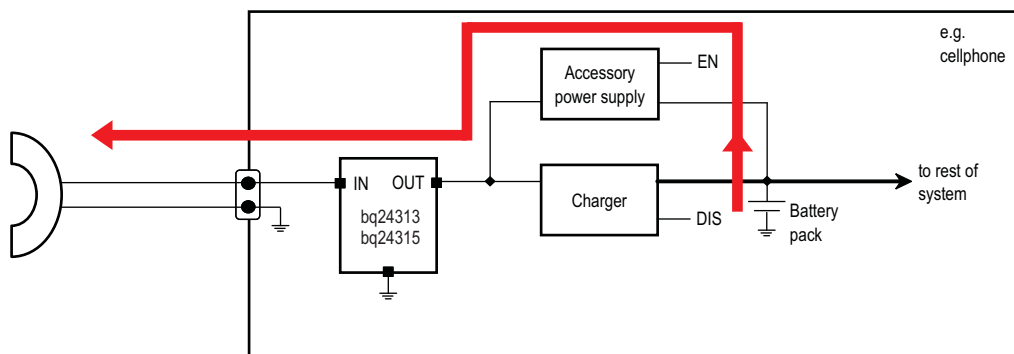 e.g.
cellphone
Accessory
power supply
EN
IN
OUT
bq24313
bq24315
Charger
DIS
Battery
pack
to rest of
system